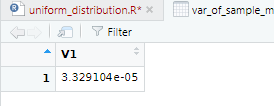 uniform_distribution.R* var_of_sample_m
Filter
V1
1 3.329104e-05